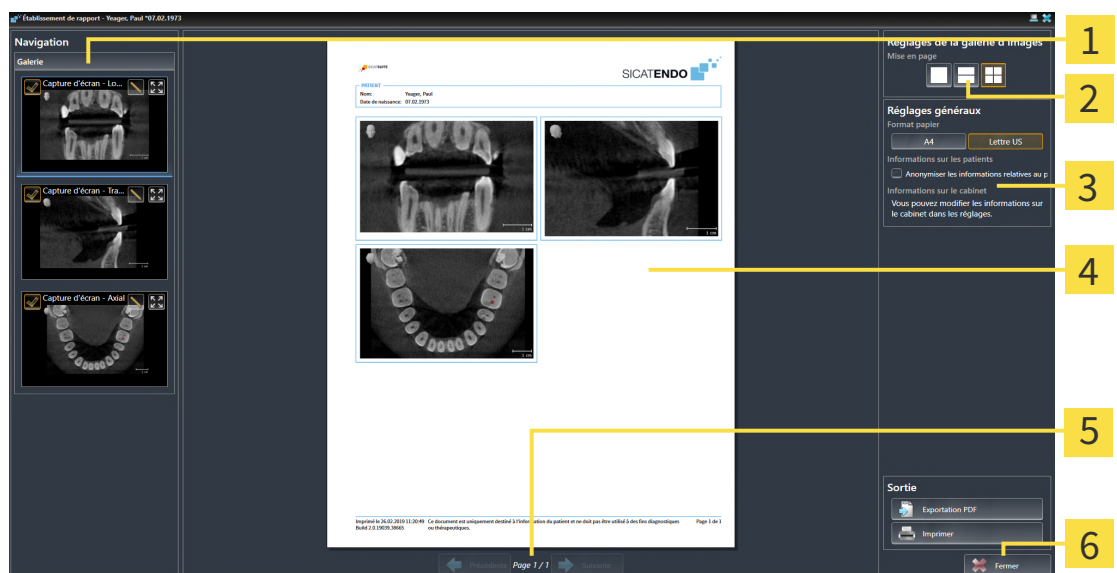 Établissement de rapport - Yeager, Paul *07.02.1973
Navigation
Galerie
Capture d'écran - Lo...
Capture d'écran - Tra...
Capture d'écran - Axial
SICATSUITE
SICATENDO
PATIENT
Nom: Yeager, Paul
Date de naissance: 07.02.1973
1 cm
1 cm
1 cm
Imprimé le 26.02.2019 11:20:49 Ce document est uniquement destiné à l'information du patient et ne doit pas être utilisé à des fins diagnostiques Page 1 de 1
Build 2.0.19039.38665 ou thérapeutiques.
Précédente Page 1 / 1 Suivante
Réglages de la galerie d'images
Mise en page
Réglages généraux
Format papier
A4 Lettre US
Informations sur les patients
Anonymiser les informations relatives au p
Informations sur le cabinet
Vous pouvez modifier les informations sur
le cabinet dans les réglages.
Sortie
Exportation PDF
Imprimer
Fermer
1
2
3
4
5
6